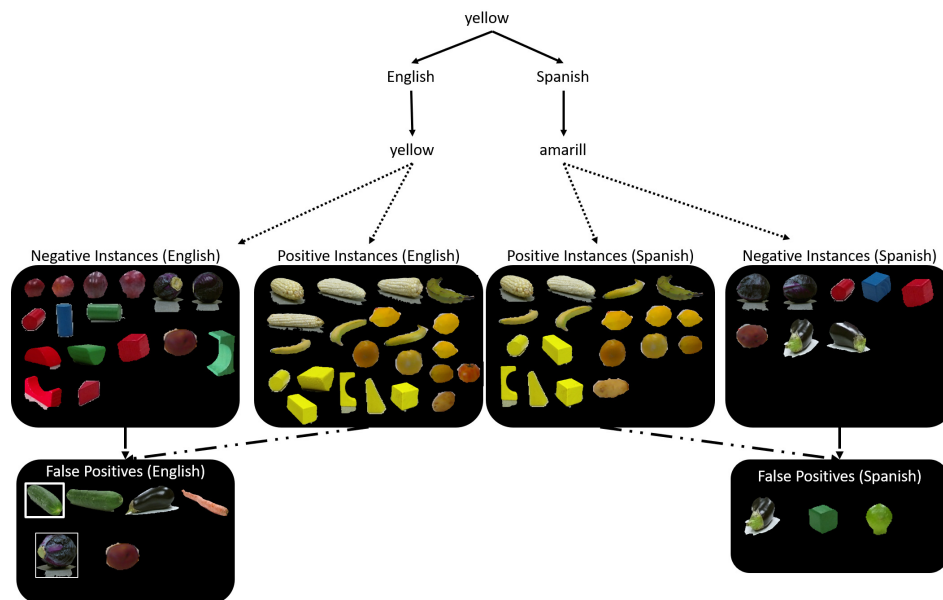 yellow
English
Spanish
yellow
amarill
Negative Instances (English)
Positive Instances (English)
Positive Instances (Spanish)
Negative Instances (Spanish)
False Positives (English)
False Positives (Spanish)